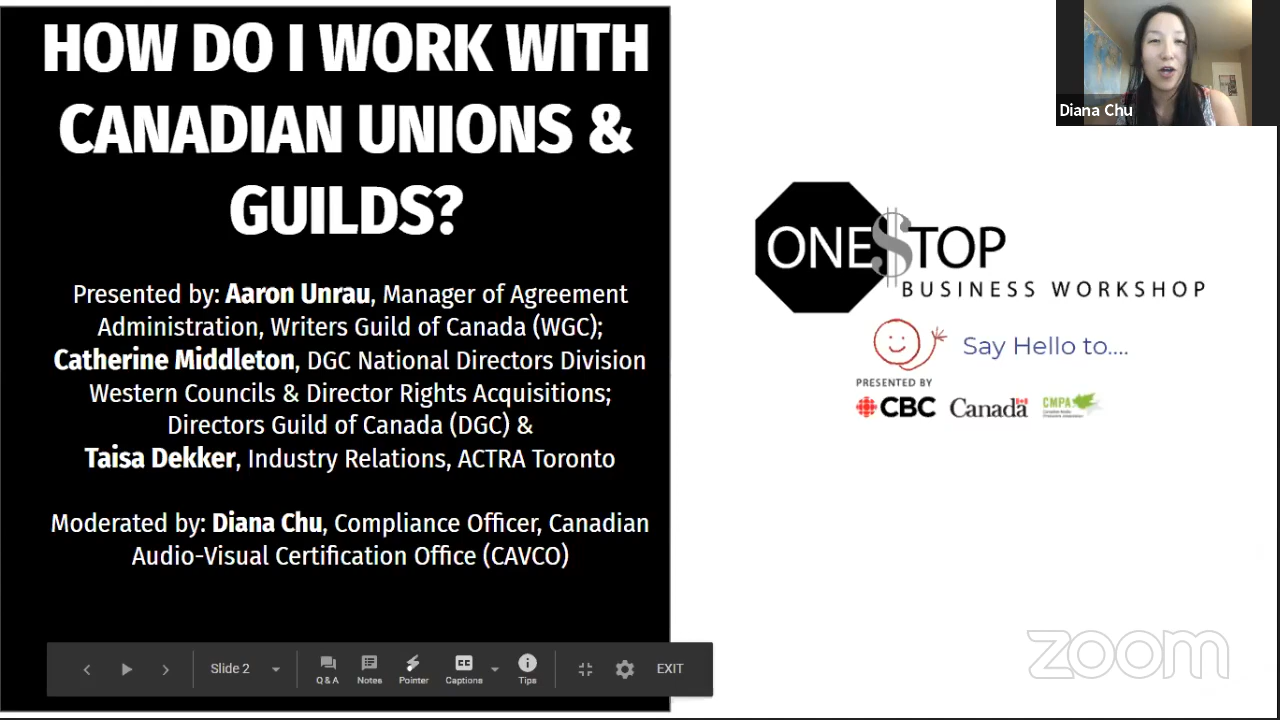 HOW DO I WORK WITH
CANADIAN UNIONS &
GUILDS?
Presented by: Aaron Unrau, Manager of Agreement
Administration, Writers Guild of Canada (WGC);
Catherine Middleton, DGC National Directors Division
Western Councils & Director Rights Acquisitions;
Directors Guild of Canada (DGC) &
Taisa Dekker, Industry Relations, ACTRA Toronto
Moderated by: Diana Chu, Compliance Officer, Canadian
Audio-Visual Certification Office (CAVCO)
Diana Chu
ONE $TOP
BUSINESS WORKSHOP
Say Hello to....
PRESENTED BY
CBC Canada CMPA
Slide 2
Q & A Notes Pointer Captions Tips EXIT
zoom